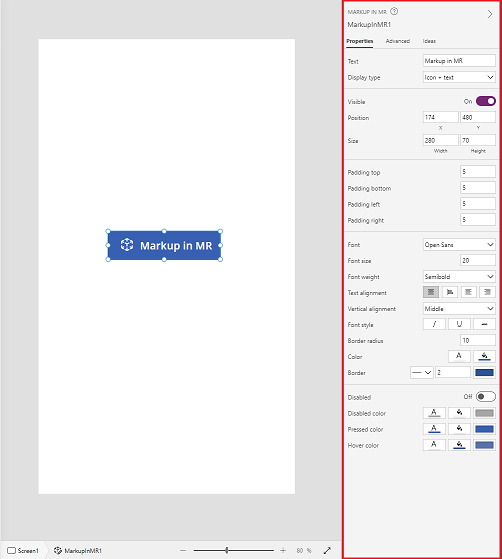 MARKUP IN MR
MarkupInMR1
Properties Advanced Ideas
Text Markup in MR
Display type Icon + text
Visible On
Position 174 480
X Y
Size 280 70
Width Height
Padding top 5
Padding bottom 5
Padding left 5
Padding right 5
Font Open Sans
Font size 20
Font weight Semibold
Text alignment
Vertical alignment Middle
Font style / U abc
Border radius 10
Color A
Border 2
Disabled Off
Disabled color A
Pressed color A
Hover color A
Markup in MR
Screen1 MarkupInMR1 80 %